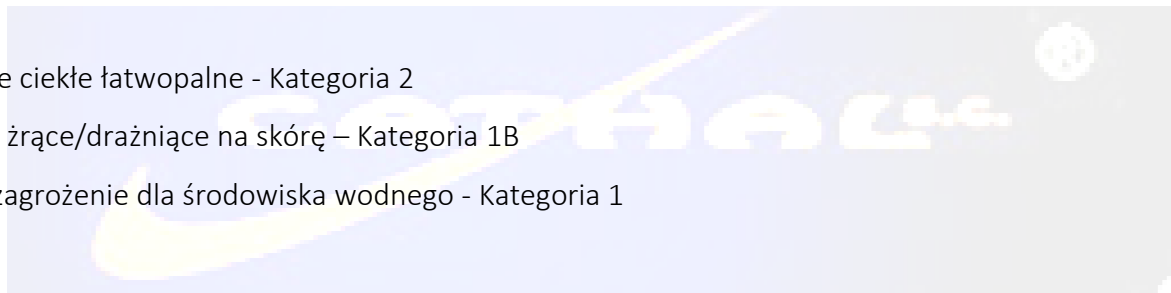 e ciekłe łatwopalne - Kategoria 2
żrące/drażniące na skórę – Kategoria 1B
zagrożenie dla środowiska wodnego - Kategoria 1